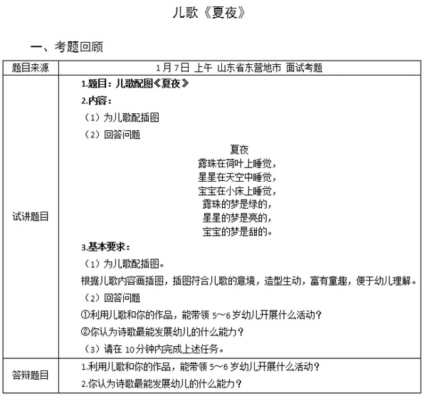 儿歌《夏夜》
一、考题回顾
题目来源
1月7日 上午 山东省东营地市 面试考题
试讲题目
1.题目：儿歌配图《夏夜》
2.内容：
（1）为儿歌配插图
（2）回答问题
夏夜
露珠在荷叶上睡觉，
星星在天空中睡觉，
宝宝在小床上睡觉，
露珠的梦是绿的，
星星的梦是亮的，
宝宝的梦是甜的。
3.基本要求：
（1）为儿歌配插图。
根据儿歌内容画插图，插图符合儿歌的意境，造型生动，富有童趣，便于幼儿理解。
（2）回答问题
①利用儿歌和你的作品，能带领 5～6 岁幼儿开展什么活动？
②你认为诗歌最能发展幼儿的什么能力？
（3）请在 10 分钟内完成上述任务。
答辩题目
1.利用儿歌和你的作品，能带领 5～6 岁幼儿开展什么活动？
2.你认为诗歌最能发展幼儿的什么能力？